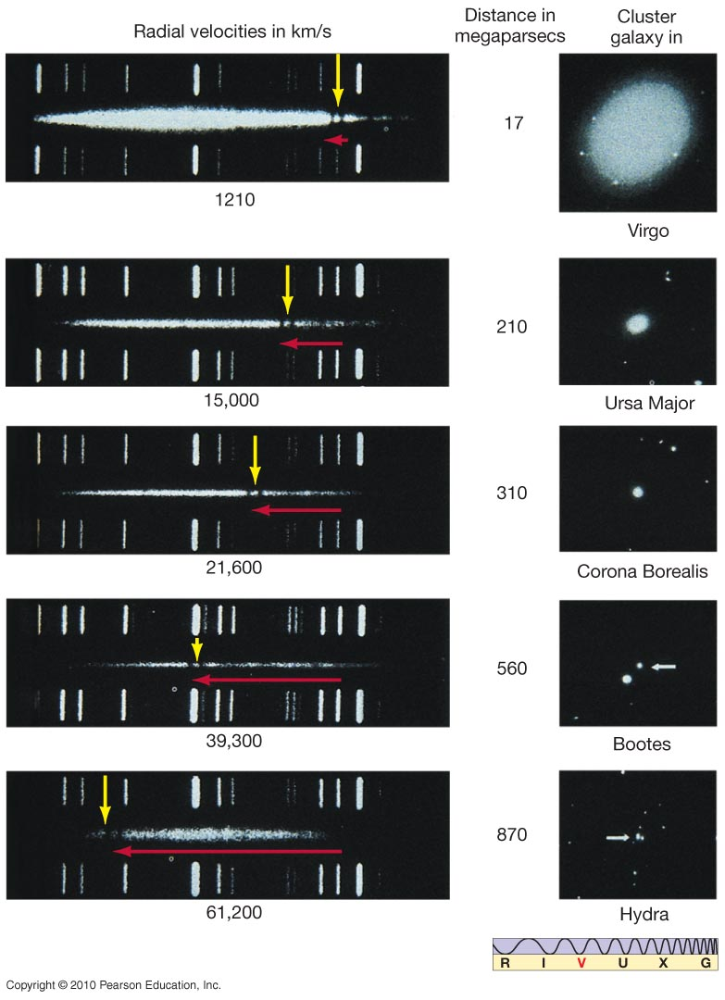 Radial velocities in km/s
Distance in
megaparsecs
Cluster
galaxy in
1210
17
Virgo
15,000
210
Ursa Major
21,600
310
Corona Borealis
39,300
560
Bootes
61,200
870
Hydra
R I V U X G
Copyright © 2010 Pearson Education, Inc.